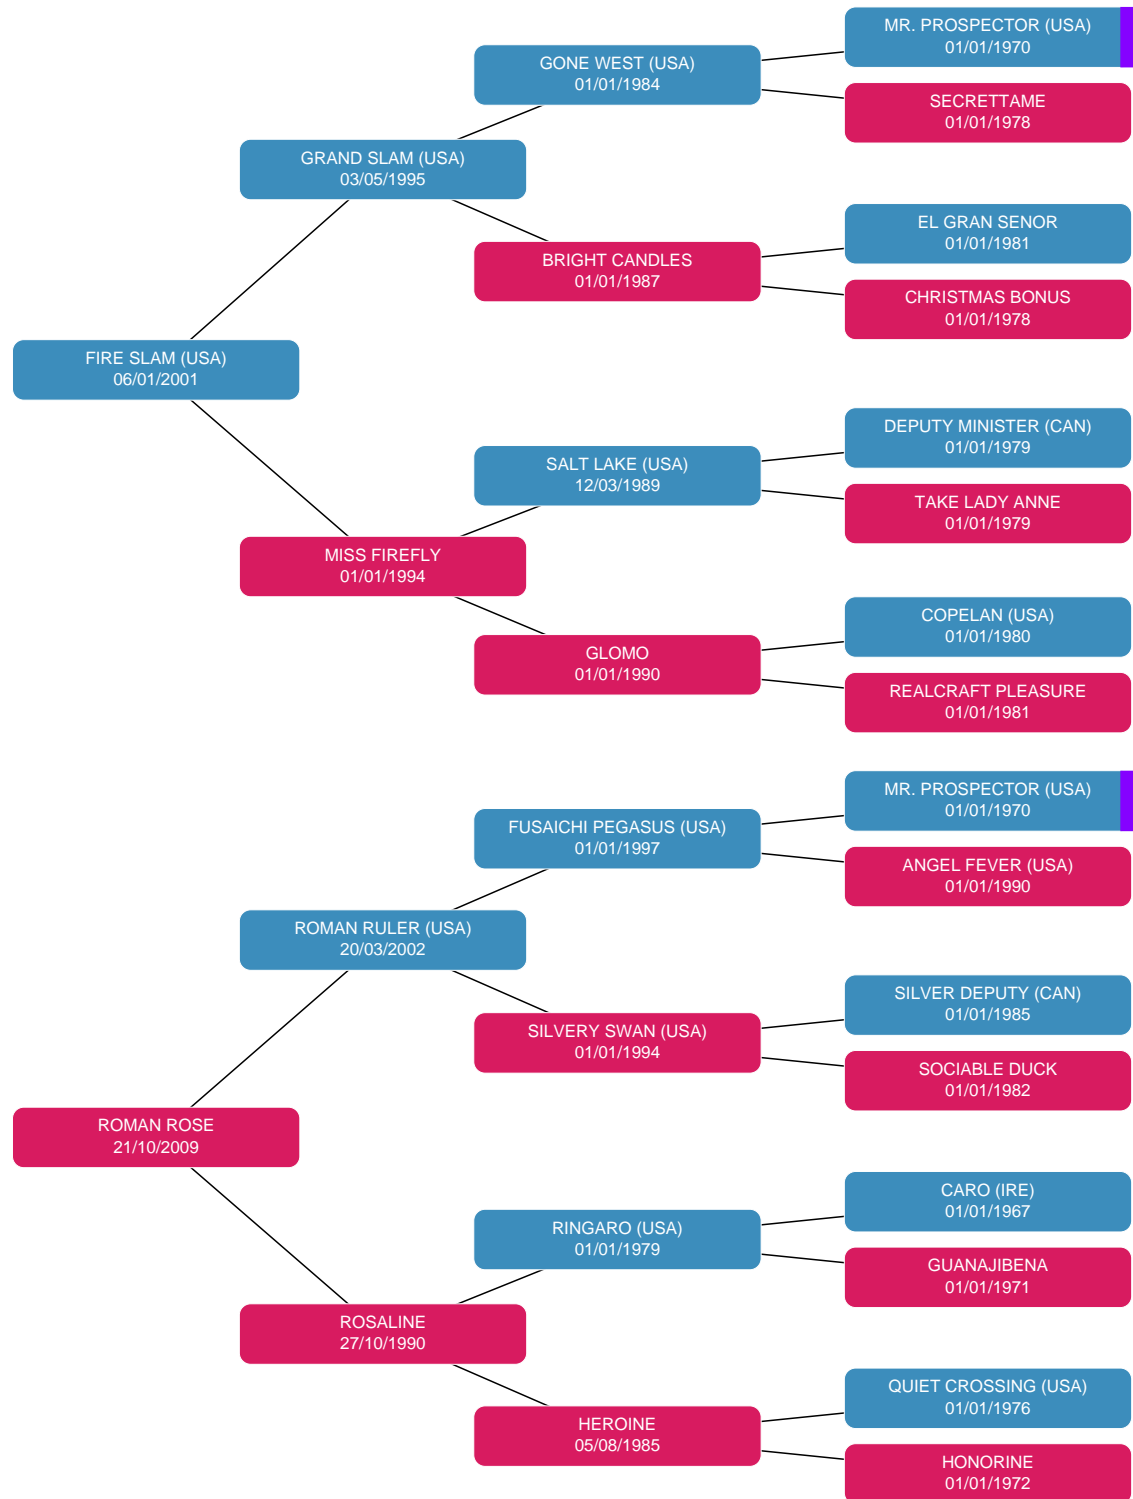 MR. PROSPECTOR (USA)
01/01/1970
GONE WEST (USA)
01/01/1984
SECRETTAME
01/01/1978
GRAND SLAM (USA)
03/05/1995
EL GRAN SENOR
01/01/1981
BRIGHT CANDLES
01/01/1987
CHRISTMAS BONUS
01/01/1978
FIRE SLAM (USA)
06/01/2001
DEPUTY MINISTER (CAN)
01/01/1979
SALT LAKE (USA)
12/03/1989
TAKE LADY ANNE
01/01/1979
MISS FIREFLY
01/01/1994
COPELAN (USA)
01/01/1980
GLOMO
01/01/1990
REALCRAFT PLEASURE
01/01/1981
MR. PROSPECTOR (USA)
01/01/1970
FUSAICHI PEGASUS (USA)
01/01/1997
ANGEL FEVER (USA)
01/01/1990
ROMAN RULER (USA)
20/03/2002
SILVER DEPUTY (CAN)
01/01/1985
SILVERY SWAN (USA)
01/01/1994
SOCIABLE DUCK
01/01/1982
ROMAN ROSE
21/10/2009
CARO (IRE)
01/01/1967
RINGARO (USA)
01/01/1979
GUANAJIBENA
01/01/1971
ROSALINE
27/10/1990
QUIET CROSSING (USA)
01/01/1976
HEROINE
05/08/1985
HONORINE
01/01/1972